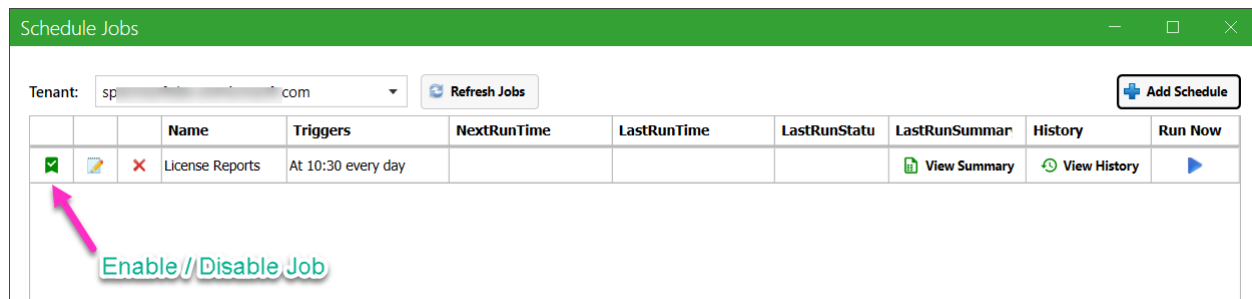 Schedule Jobs
Tenant: sp com Refresh Jobs Add Schedule
Name Triggers NextRunTime LastRunTime LastRunStatu LastRunSummar History Run Now
License Reports At 10:30 every day View Summary View History
Enable / Disable Job